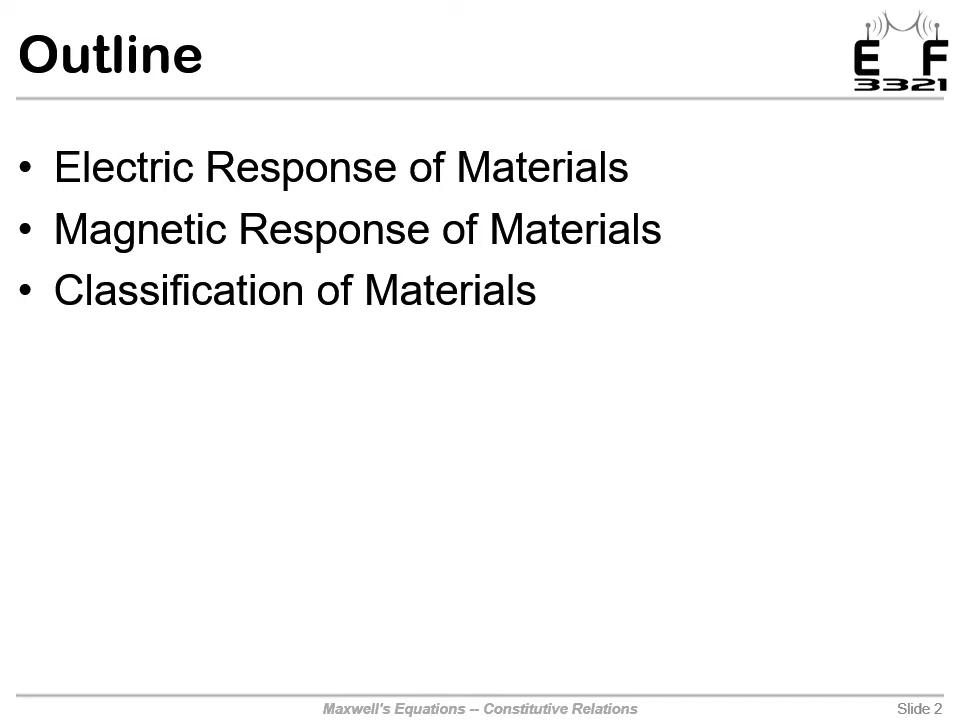 Outline
E F
3321
• Electric Response of Materials
• Magnetic Response of Materials
• Classification of Materials
Maxwell's Equations -- Constitutive Relations
Slide 2